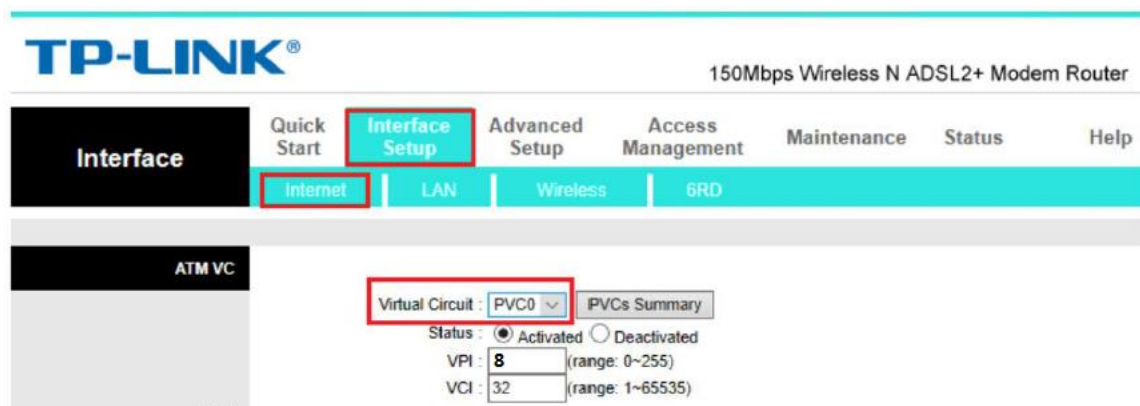 TP-LINK®
150Mbps Wireless N ADSL2+ Modem Router
Interface
Quick Start
Interface Setup
Advanced Setup
Access Management
Maintenance
Status
Help
Internet
LAN
Wireless
6RD
ATM VC
Virtual Circuit : PVC0 PVCs Summary
Status : Activated Deactivated
VPI : 8 (range: 0~255)
VCI : 32 (range: 1~65535)